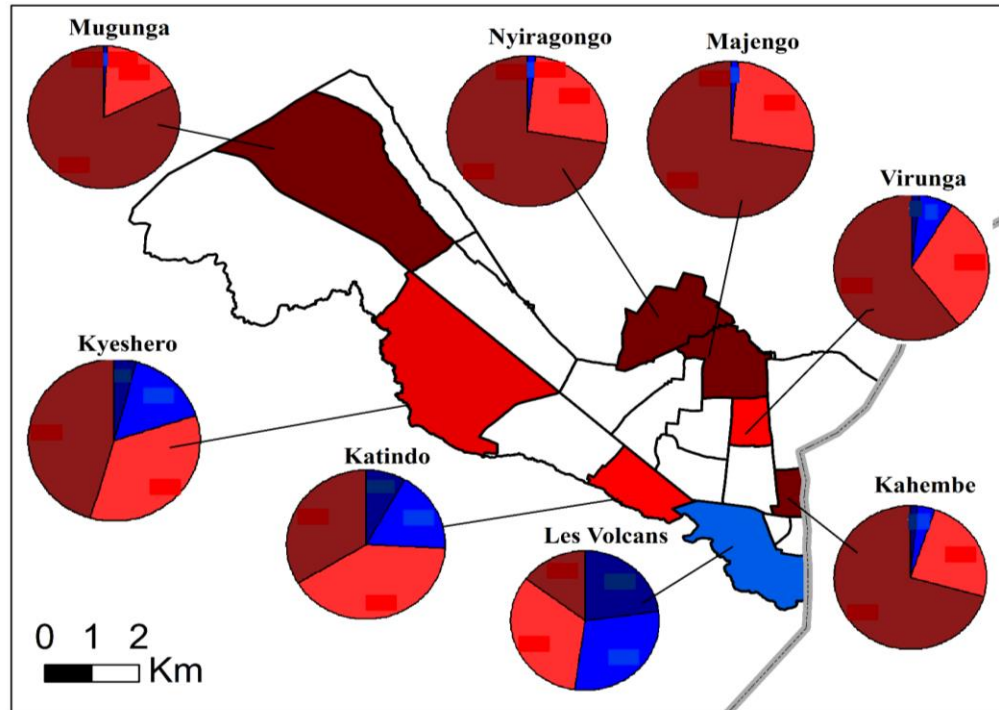 Mugunga
Nyiragongo
Majengo
Virunga
Kyeshero
Katindo
Les Volcans
Kahembe
0 1 2
Km